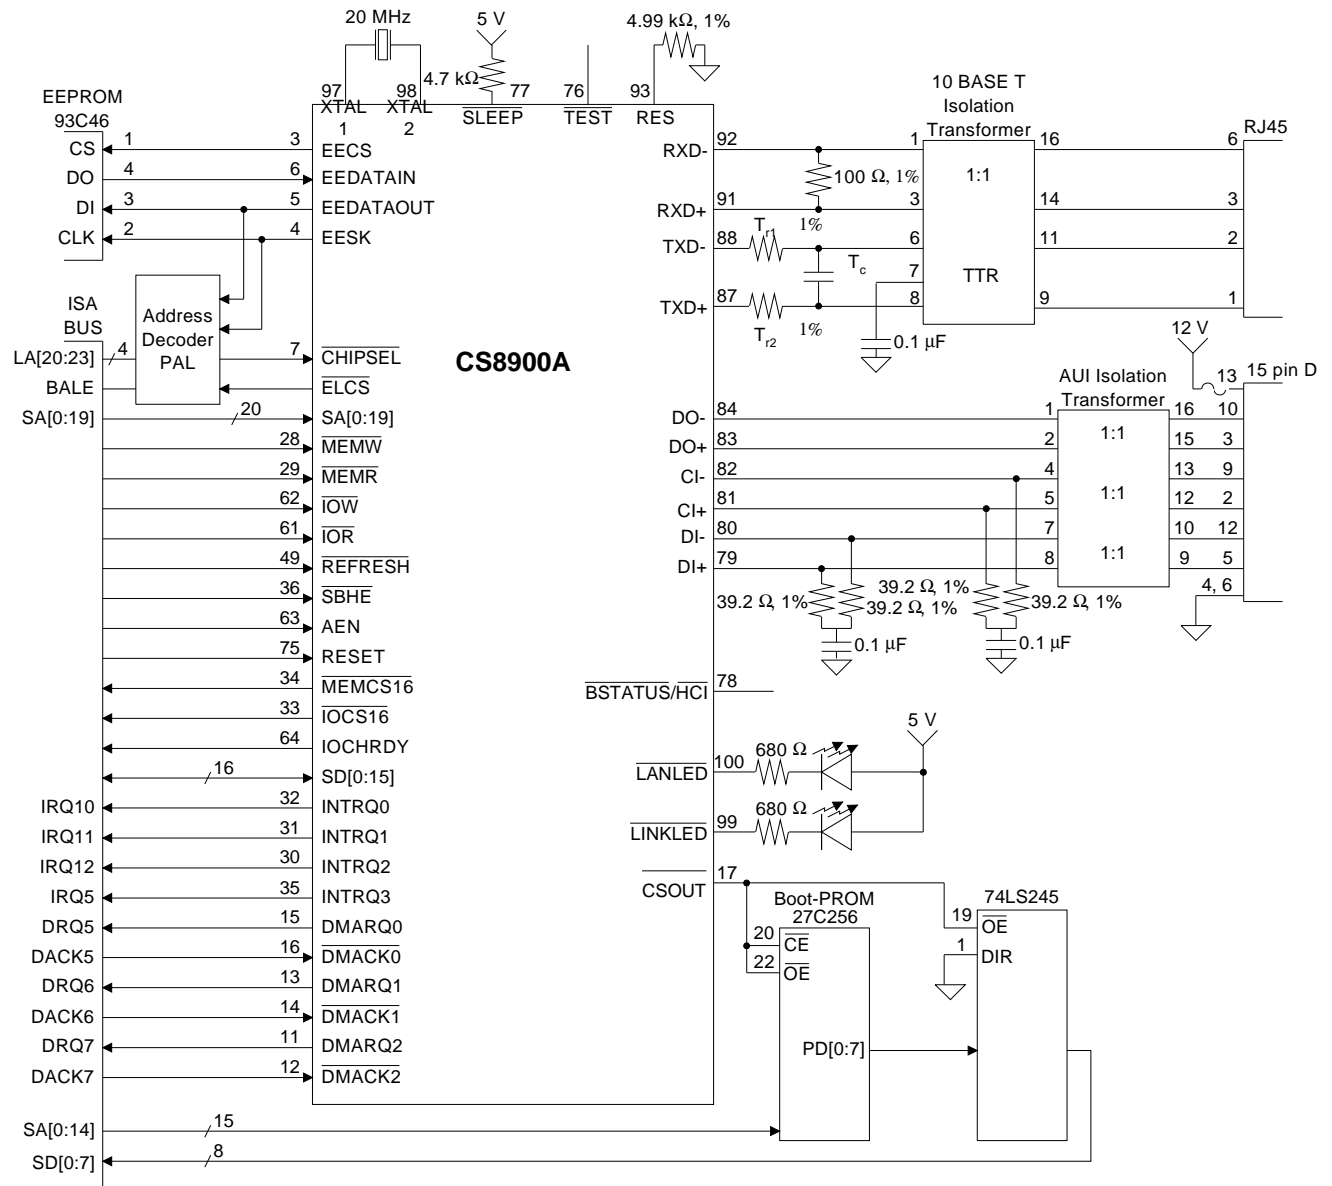 20 MHz
5 V
4.99 kΩ, 1%
4.7 kΩ
97
98
77
76
93
XTAL
1
XTAL
2
SLEEP
TEST
RES
EEPROM
93C46
CS 1 3 EECS
DO 4 6 EEDATAIN
DI 3 5 EEDATAOUT
CLK 2 4 EESK
ISA
BUS
Address
Decoder
PAL
LA[20:23] 4 7 CHIPSEL
BALE ELCS
SA[0:19] 20 SA[0:19]
28 MEMW
29 MEMR
62 IOW
61 IOR
49 REFRESH
36 SBHE
63 AEN
75 RESET
34 MEMCS16
33 IOCS16
64 IOCHRDY
16 SD[0:15]
IRQ10 32 INTRQ0
IRQ11 31 INTRQ1
IRQ12 30 INTRQ2
IRQ5 35 INTRQ3
DRQ5 15 DMARQ0
DACK5 16 DMACK0
DRQ6 13 DMARQ1
DACK6 14 DMACK1
DRQ7 11 DMARQ2
DACK7 12 DMACK2
SA[0:14] 15
SD[0:7] 8
CS8900A
10 BASE T
Isolation
Transformer
RJ45
RXD- 92 1 16 6
100 Ω, 1%
1:1
RXD+ 91 3 14 3
Tr1 1%
TXD- 88 6 11 2
Tc
7
TTR
TXD+ 87 8 9 1
Tr2 1%
0.1 µF
12 V
13 15 pin D
AUI Isolation
Transformer
DO- 84 1 16 10
1:1
DO+ 83 2 15 3
CI- 82 4 13 9
1:1
CI+ 81 5 12 2
DI- 80 7 10 12
1:1
DI+ 79 8 9 5
4, 6
39.2 Ω, 1%
39.2 Ω, 1%
39.2 Ω, 1%
39.2 Ω, 1%
0.1 µF
0.1 µF
BSTATUS/HCI 78
5 V
680 Ω
LANLED 100
680 Ω
LINKLED 99
CSOUT 17
Boot-PROM
27C256
20 CE
22 OE
PD[0:7]
74LS245
19 OE
1 DIR